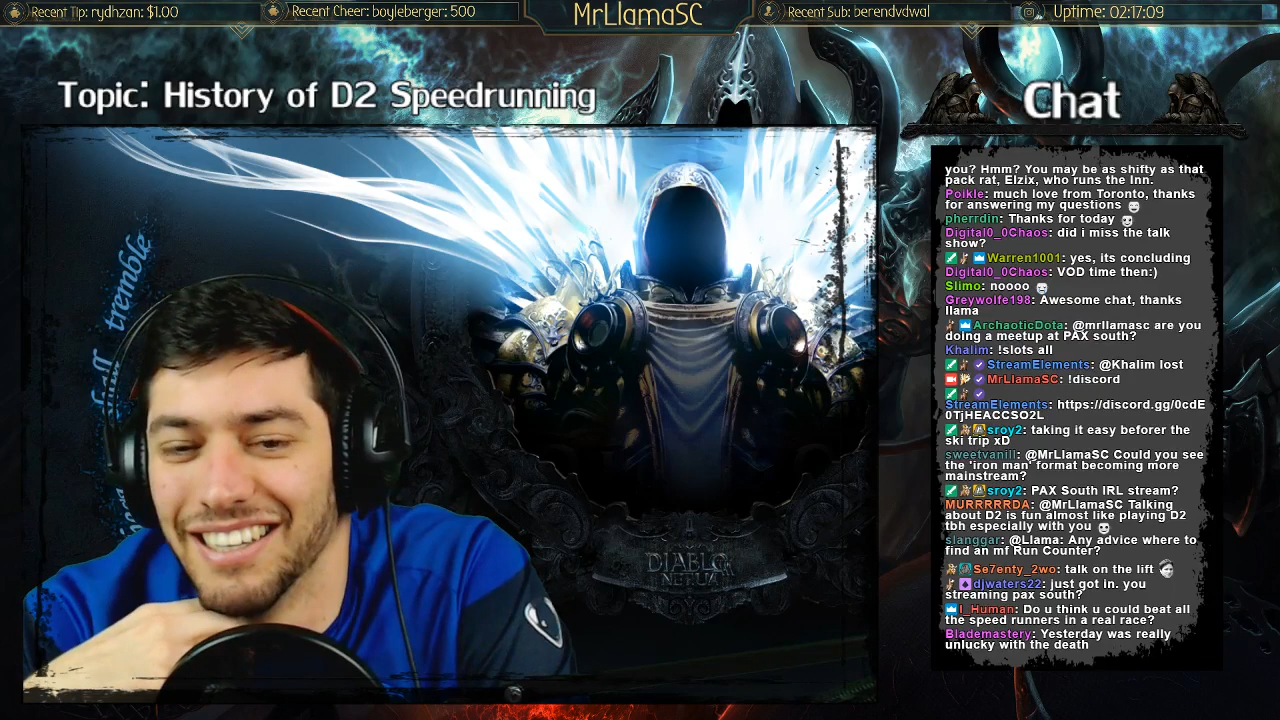 Recent Tip: rydhzan: $1.00
Recent Cheer: boyleberger: 500
MrLlamaSC
Recent Sub: berendvdwal
Uptime: 02:17:09
Topic: History of D2 Speedrunning
Chat
tremble
DIABLO
you? Hmm? You may be as shifty as that
pack rat, Elzix, who runs the Inn.
Poikle: much love from Toronto, thanks
for answering my questions
pherrdin: Thanks for today
Digital0_0Chaos: did i miss the talk
show?
Warren1001: yes, its concluding
Digital0_0Chaos: VOD time then:)
Slimo: noooo
Greywolfe198: Awesome chat, thanks
llama
ArchaoticDota: @mrllamasc are you
doing a meetup at PAX south?
Khalim: !slots all
StreamElements: @Khalim lost
MrLlamaSC: !discord
StreamElements: https://discord.gg/0cdE
0TjHEACCSO2L
sroy2: taking it easy beforer the
ski trip xD
sweetvanill: @MrLlamaSC Could you see
the 'iron man' format becoming more
mainstream?
sroy2: PAX South IRL stream?
MURRRRRDA: @MrLlamaSC Talking
about D2 is fun almost like playing D2
tbh especially with you
slanggar: @Llama: Any advice where to
find an mf Run Counter?
Se7enty_2wo: talk on the lift
djwaters22: just got in. you
streaming pax south?
I_Human: Do u think u could beat all
the speed runners in a real race?
Blademastery: Yesterday was really
unlucky with the death